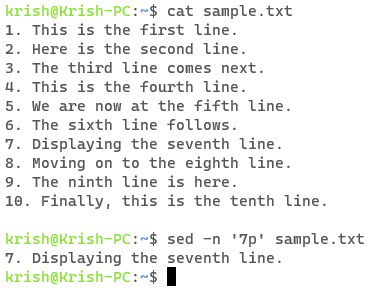 krish@Krish-PC:~$ cat sample.txt
1. This is the first line.
2. Here is the second line.
3. The third line comes next.
4. This is the fourth line.
5. We are now at the fifth line.
6. The sixth line follows.
7. Displaying the seventh line.
8. Moving on to the eighth line.
9. The ninth line is here.
10. Finally, this is the tenth line.
krish@Krish-PC:~$ sed -n '7p' sample.txt
7. Displaying the seventh line.
krish@Krish-PC:~$